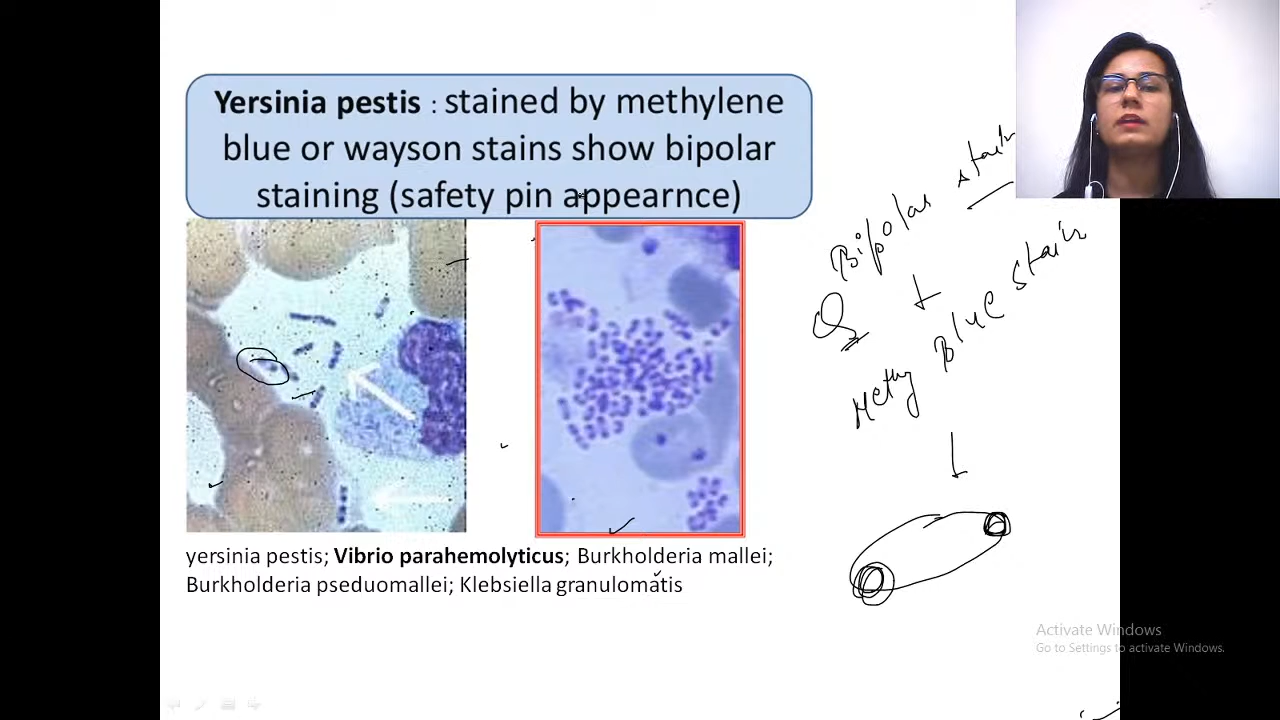 Yersinia pestis : stained by methylene
blue or wayson stains show bipolar
staining (safety pin appearnce)
Bipolar stain
Methy Blue stain
yersinia pestis; Vibrio parahemolyticus; Burkholderia mallei;
Burkholderia pseduomallei; Klebsiella granulomatis
Activate Windows
Go to Settings to activate Windows.